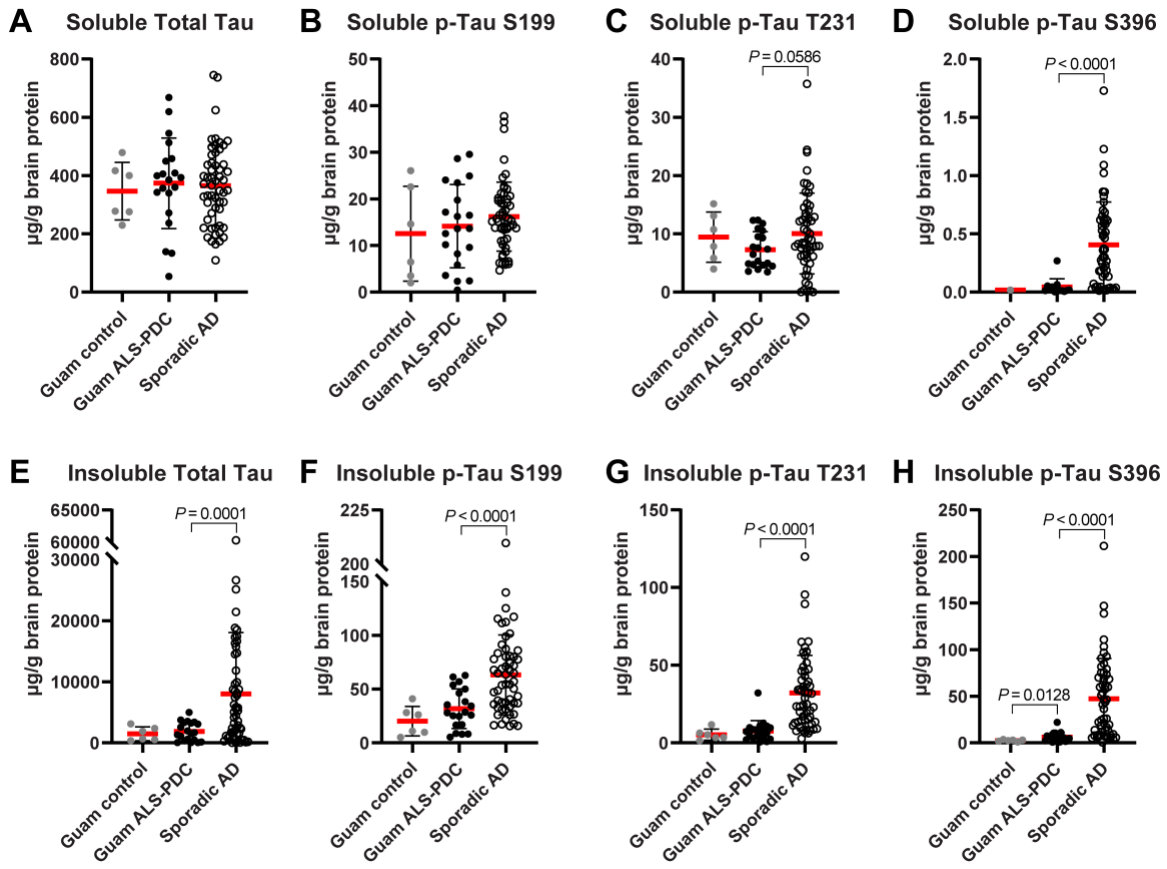 A Soluble Total Tau
B Soluble p-Tau S199
C Soluble p-Tau T231
D Soluble p-Tau S396
µg/g brain protein
800
600
400
200
0
Guam control
Guam ALS-PDC
Sporadic AD
µg/g brain protein
50
40
30
20
10
0
Guam control
Guam ALS-PDC
Sporadic AD
µg/g brain protein
40
30
20
10
0
P = 0.0586
Guam control
Guam ALS-PDC
Sporadic AD
µg/g brain protein
2.0
1.5
1.0
0.5
0.0
P < 0.0001
Guam control
Guam ALS-PDC
Sporadic AD
E Insoluble Total Tau
F Insoluble p-Tau S199
G Insoluble p-Tau T231
H Insoluble p-Tau S396
µg/g brain protein
65000
60000
30000
20000
10000
0
P = 0.0001
Guam control
Guam ALS-PDC
Sporadic AD
µg/g brain protein
225
200
150
100
50
0
P < 0.0001
Guam control
Guam ALS-PDC
Sporadic AD
µg/g brain protein
150
100
50
0
P < 0.0001
Guam control
Guam ALS-PDC
Sporadic AD
µg/g brain protein
250
200
150
100
50
0
P < 0.0001
P = 0.0128
Guam control
Guam ALS-PDC
Sporadic AD